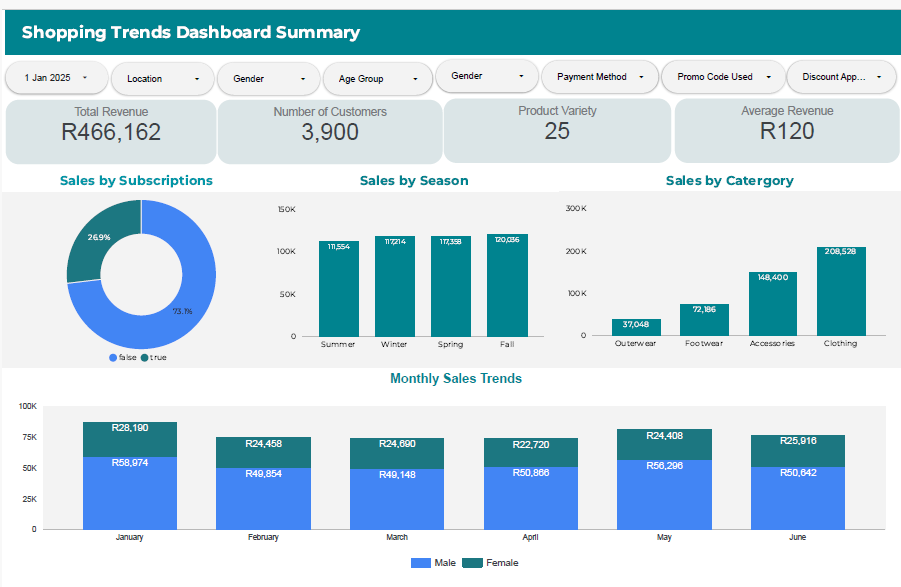 Shopping Trends Dashboard Summary
1 Jan 2025
Location
Gender
Age Group
Gender
Payment Method
Promo Code Used
Discount App...
Total Revenue
R466,162
Number of Customers
3,900
Product Variety
25
Average Revenue
R120
Sales by Subscriptions
26.9%
73.1%
false
true
Sales by Season
150K
100K
50K
0
111,554
117,214
117,358
120,036
Summer
Winter
Spring
Fall
Sales by Catergory
300K
200K
100K
0
37,048
72,186
148,400
208,528
Outerwear
Footwear
Accessories
Clothing
Monthly Sales Trends
100K
75K
50K
25K
0
R28,190
R24,458
R24,690
R22,720
R24,408
R25,916
R58,974
R49,854
R49,148
R50,866
R56,296
R50,642
January
February
March
April
May
June
Male
Female